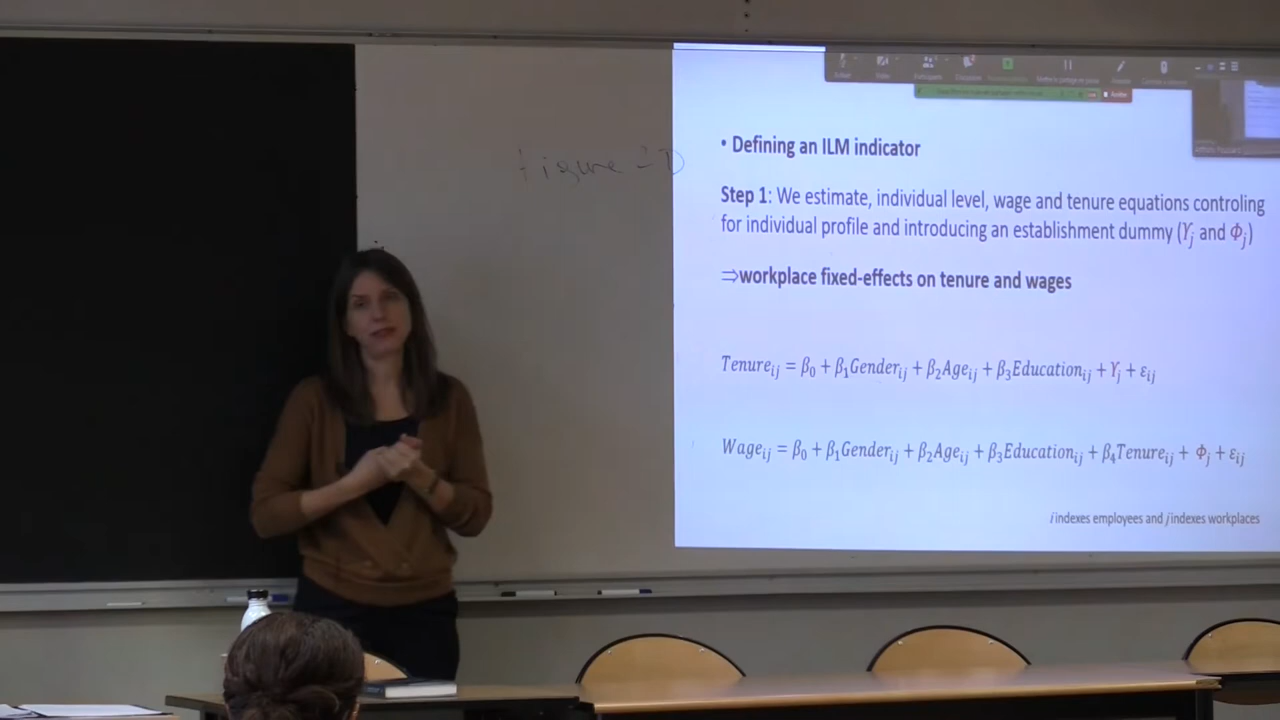 Figure
• Defining an ILM indicator
Step 1: We estimate, individual level, wage and tenure equations controling
for individual profile and introducing an establishment dummy (ϒⱼ and Φⱼ)
⇒workplace fixed-effects on tenure and wages
Tenureᵢⱼ = β₀ + β₁Genderᵢⱼ + β₂Ageᵢⱼ + β₃Educationᵢⱼ + ϒⱼ + εᵢⱼ
Wageᵢⱼ = β₀ + β₁Genderᵢⱼ + β₂Ageᵢⱼ + β₃Educationᵢⱼ + β₄Tenureᵢⱼ + Φⱼ + εᵢⱼ
i indexes employees and j indexes workplaces